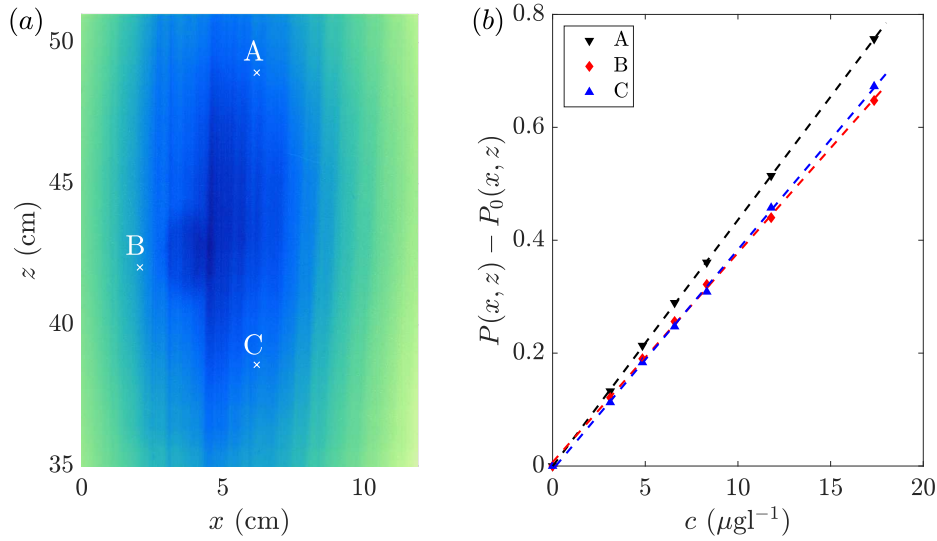 (a)
50
45
40
35
z (cm)
0
5
10
x (cm)
A
B
C
(b)
0.8
0.6
0.4
0.2
0
P(x, z) − P₀(x, z)
0
5
10
15
20
c (μgl⁻¹)
A
B
C